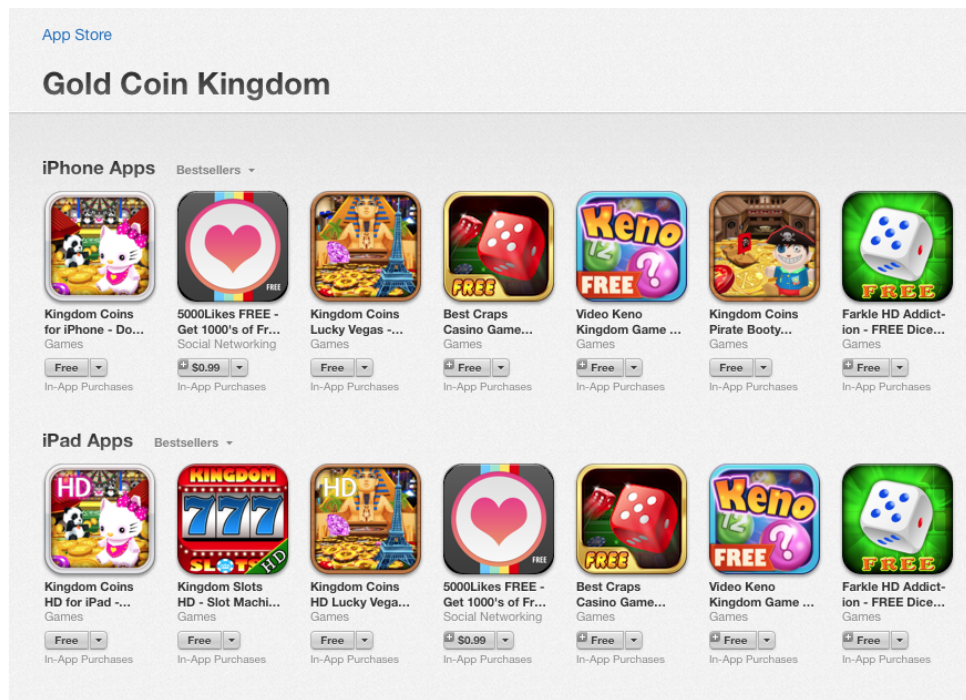 App Store
Gold Coin Kingdom
iPhone Apps Bestsellers
FREE
FREE
Keno
12
?
FREE
FREE
Kingdom Coins
for iPhone - Do...
Games
Free
In-App Purchases
5000Likes FREE -
Get 1000's of Fr...
Social Networking
$0.99
In-App Purchases
Kingdom Coins
Lucky Vegas -...
Games
Free
In-App Purchases
Best Craps
Casino Game...
Games
Free
In-App Purchases
Video Keno
Kingdom Game ...
Games
Free
In-App Purchases
Kingdom Coins
Pirate Booty...
Games
Free
In-App Purchases
Farkle HD Addict-
ion - FREE Dice...
Games
Free
In-App Purchases
iPad Apps Bestsellers
HD
KINGDOM
777
SLOTS
HD
HD
FREE
FREE
Keno
12
?
FREE
FREE
Kingdom Coins
HD for iPad -...
Games
Free
In-App Purchases
Kingdom Slots
HD - Slot Machi...
Games
Free
In-App Purchases
Kingdom Coins
HD Lucky Vega...
Games
Free
In-App Purchases
5000Likes FREE -
Get 1000's of Fr...
Social Networking
$0.99
In-App Purchases
Best Craps
Casino Game...
Games
Free
In-App Purchases
Video Keno
Kingdom Game ...
Games
Free
In-App Purchases
Farkle HD Addict-
ion - FREE Dice...
Games
Free
In-App Purchases